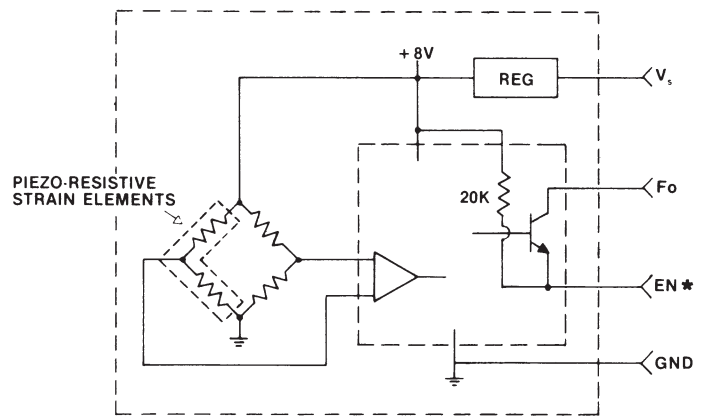 +8V
REG
Vs
PIEZO-RESISTIVE
STRAIN ELEMENTS
20K
Fo
EN*
GND